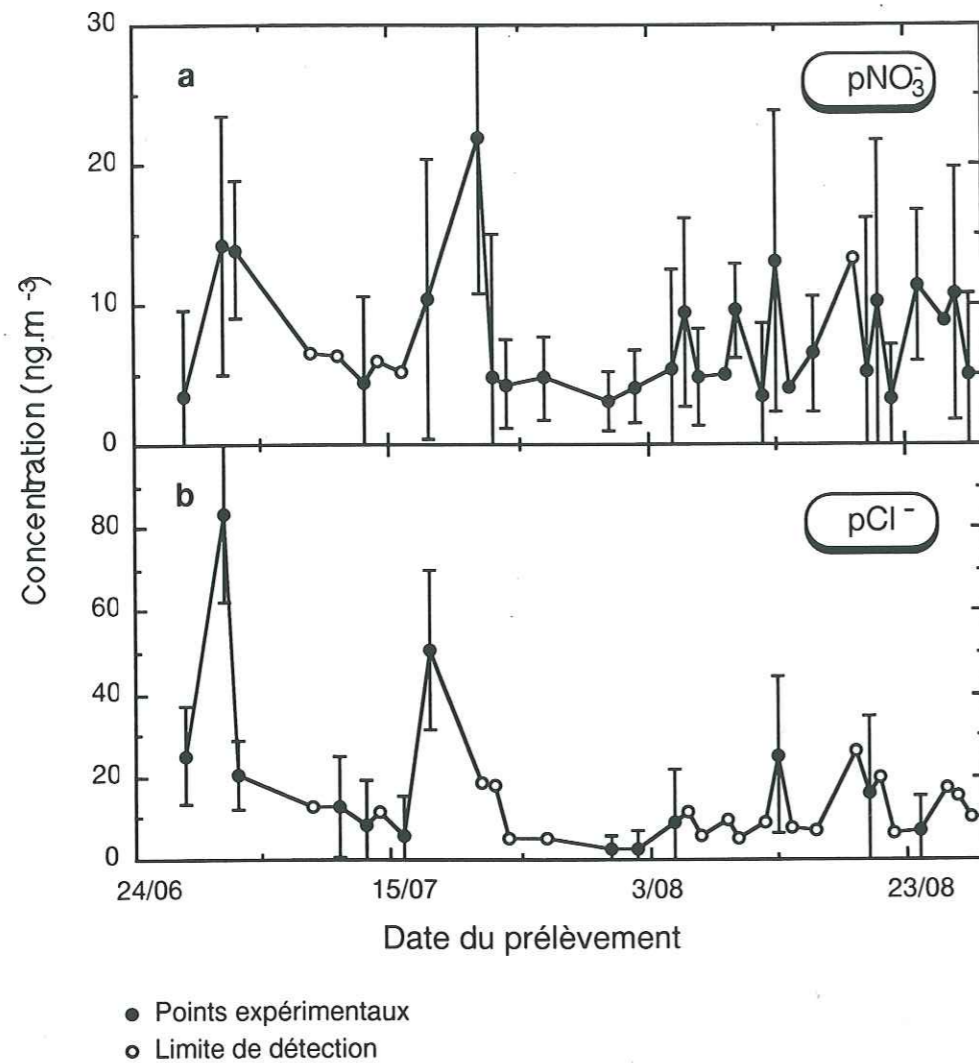 30
a
pNO₃⁻
20
10
0
Concentration (ng.m⁻³)
b
pCl⁻
80
60
40
20
0
24/06
15/07
3/08
23/08
Date du prélèvement
Points expérimentaux
Limite de détection